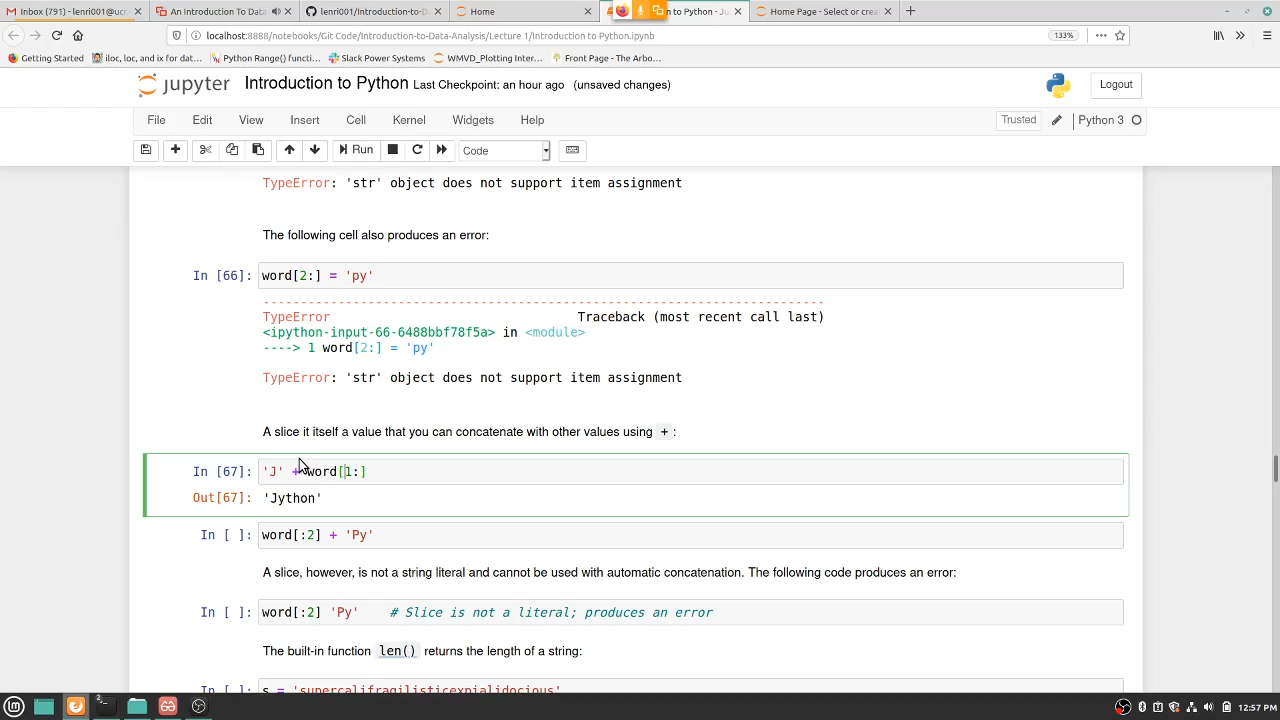 Inbox (791) - lenri001@ucr
An Introduction To Data
lenri001/Introduction-to-D
Home
n to Python - Ju
Home Page - Select or crea
localhost:8888/notebooks/Git Code/Introduction-to-Data-Analysis/Lecture 1/Introduction to Python.ipynb
133%
Getting Started
iloc, loc, and ix for dat...
Python Range() functi...
Slack Power Systems
WMVD_Plotting Inter...
Front Page - The Arbo...
jupyter Introduction to Python Last Checkpoint: an hour ago (unsaved changes)
Logout
File Edit View Insert Cell Kernel Widgets Help
Trusted
Python 3
Run
Code
TypeError: 'str' object does not support item assignment
The following cell also produces an error:
In [66]: word[2:] = 'py'
---------------------------------------------------------------------------
TypeError Traceback (most recent call last)
<ipython-input-66-6488bbf78f5a> in <module>
----> 1 word[2:] = 'py'
TypeError: 'str' object does not support item assignment
A slice it itself a value that you can concatenate with other values using + :
In [67]: 'J' + word[1:]
Out[67]: 'Jython'
In [ ]: word[:2] + 'Py'
A slice, however, is not a string literal and cannot be used with automatic concatenation. The following code produces an error:
In [ ]: word[:2] 'Py' # Slice is not a literal; produces an error
The built-in function len() returns the length of a string:
In [ ]: s = 'supercalifragilisticexpialidocious'
12:57 PM